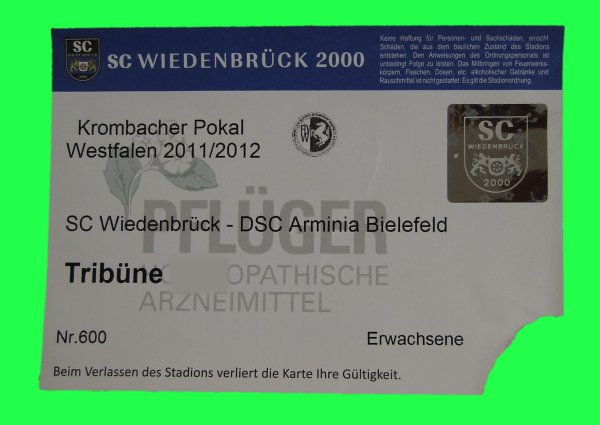 SC
WIEDENBRÜCK
2000
SC WIEDENBRÜCK 2000
Keine Haftung für Personen- und Sachschäden, einschl
Schäden, die aus dem baulichen Zustand des Stadions
entstehen. Den Anweisungen des Ordnungspersonals ist
unbedingt Folge zu leisten. Das Mitbringen von Feuerwerks-
körpern, Flaschen, Dosen, etc. alkoholischer Getränke und
Rauschmittel ist nicht gestattet. Es gilt die Stadionordnung.
Krombacher Pokal
Westfalen 2011/2012
SC
WIEDENBRÜCK
2000
SC Wiedenbrück - DSC Arminia Bielefeld
PFLÜGER
Tribüne
OPATHISCHE
ARZNEIMITTEL
Nr.600
Erwachsene
Beim Verlassen des Stadions verliert die Karte Ihre Gültigkeit.